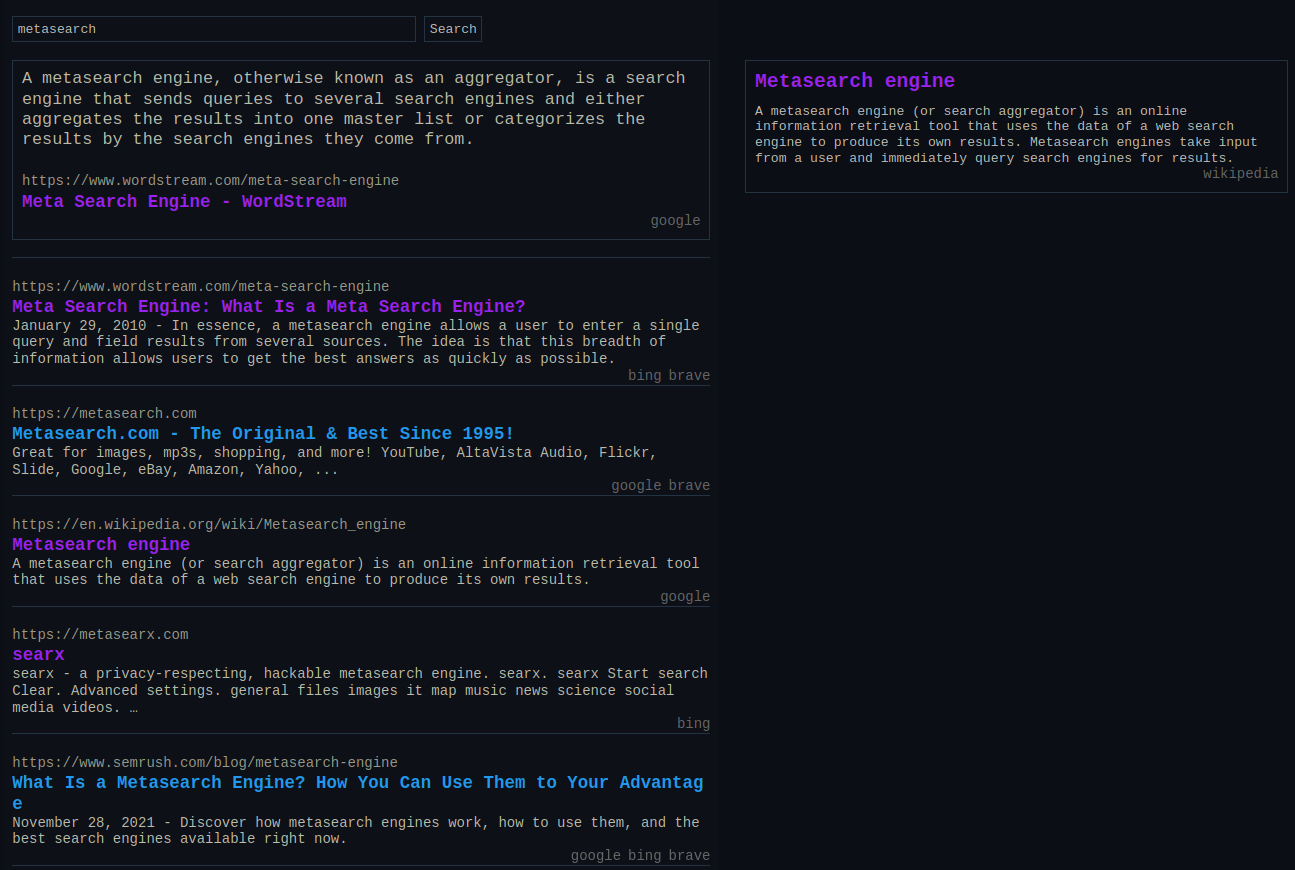 metasearch
Search
A metasearch engine, otherwise known as an aggregator, is a search
engine that sends queries to several search engines and either
aggregates the results into one master list or categorizes the
results by the search engines they come from.
https://www.wordstream.com/meta-search-engine
Meta Search Engine - WordStream
google
https://www.wordstream.com/meta-search-engine
Meta Search Engine: What Is a Meta Search Engine?
January 29, 2010 - In essence, a metasearch engine allows a user to enter a single
query and field results from several sources. The idea is that this breadth of
information allows users to get the best answers as quickly as possible.
bing brave
https://metasearch.com
Metasearch.com - The Original & Best Since 1995!
Great for images, mp3s, shopping, and more! YouTube, AltaVista Audio, Flickr,
Slide, Google, eBay, Amazon, Yahoo, ...
google brave
https://en.wikipedia.org/wiki/Metasearch_engine
Metasearch engine
A metasearch engine (or search aggregator) is an online information retrieval tool
that uses the data of a web search engine to produce its own results.
google
https://metasearx.com
searx
searx - a privacy-respecting, hackable metasearch engine. searx. searx Start search
Clear. Advanced settings. general files images it map music news science social
media videos. …
bing
https://www.semrush.com/blog/metasearch-engine
What Is a Metasearch Engine? How You Can Use Them to Your Advantag
e
November 28, 2021 - Discover how metasearch engines work, how to use them, and the
best search engines available right now.
google bing brave
Metasearch engine
A metasearch engine (or search aggregator) is an online
information retrieval tool that uses the data of a web search
engine to produce its own results. Metasearch engines take input
from a user and immediately query search engines for results.
wikipedia